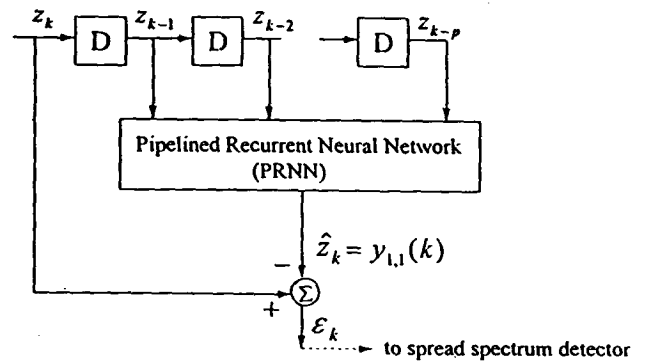 z_k z_{k-1} z_{k-2} z_{k-p}
D D D
Pipelined Recurrent Neural Network
(PRNN)
ẑ_k = y_{1,1}(k)
−
Σ
+
ε_k
to spread spectrum detector